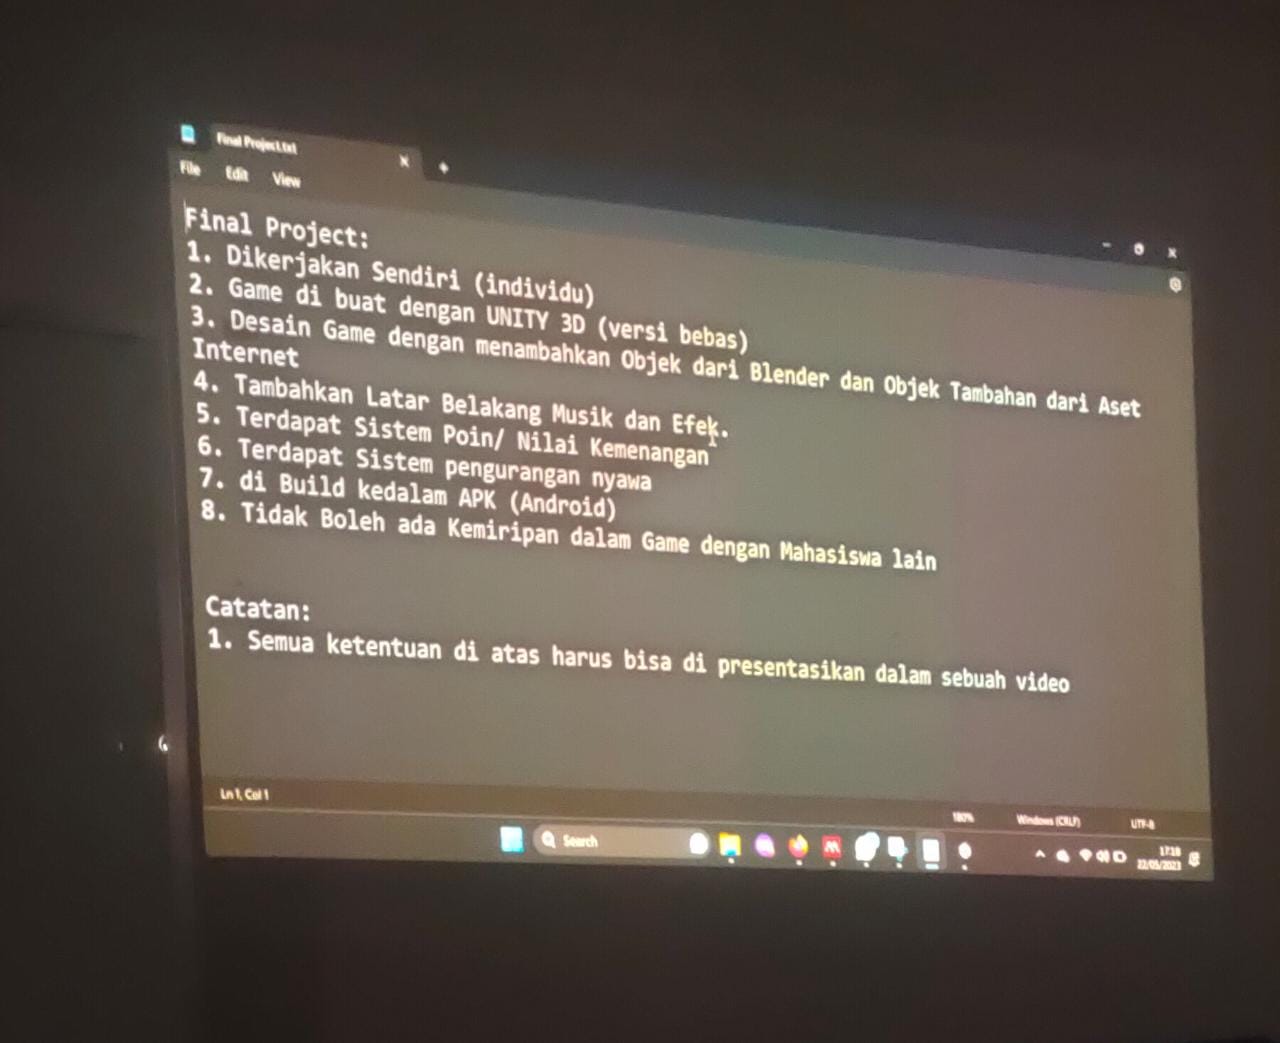 Final Project.txt
File Edit View
Final Project:
1. Dikerjakan Sendiri (individu)
2. Game di buat dengan UNITY 3D (versi bebas)
3. Desain Game dengan menambahkan Objek dari Blender dan Objek Tambahan dari Aset
Internet
4. Tambahkan Latar Belakang Musik dan Efek.
5. Terdapat Sistem Poin/ Nilai Kemenangan
6. Terdapat Sistem pengurangan nyawa
7. di Build kedalam APK (Android)
8. Tidak Boleh ada Kemiripan dalam Game dengan Mahasiswa lain
Catatan:
1. Semua ketentuan di atas harus bisa di presentasikan dalam sebuah video
Ln 1, Col 1
180% Windows (CRLF) UTF-8
Search
17:18
22/05/2023